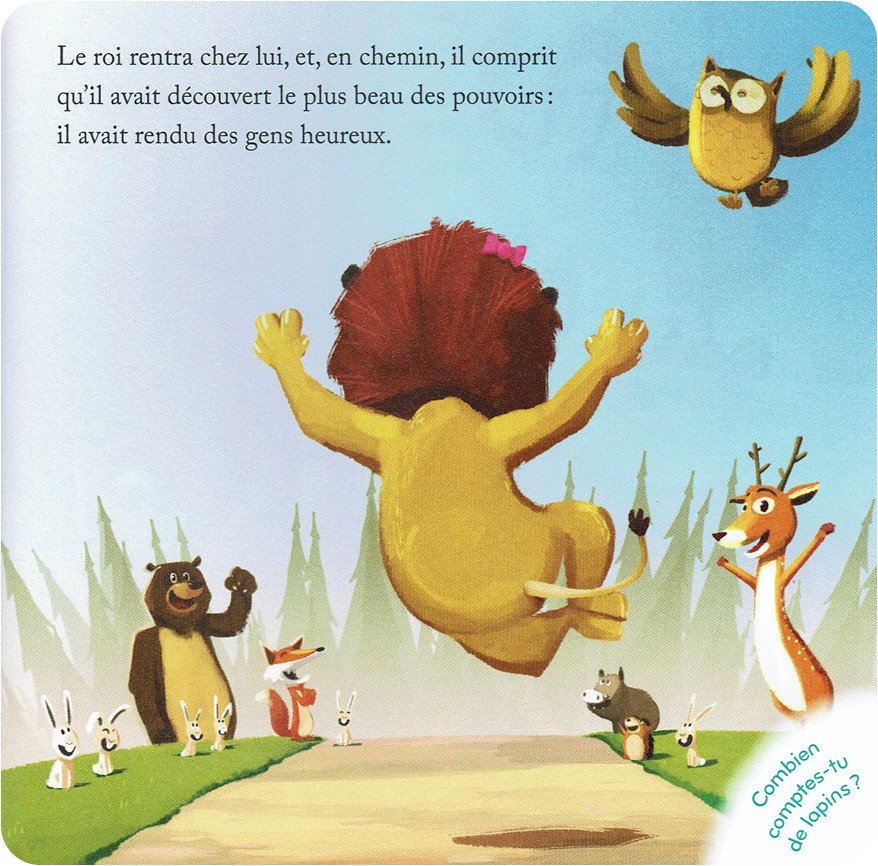 Le roi rentra chez lui, et, en chemin, il comprit
qu'il avait découvert le plus beau des pouvoirs :
il avait rendu des gens heureux.
Combien
comptes-tu
de lapins ?